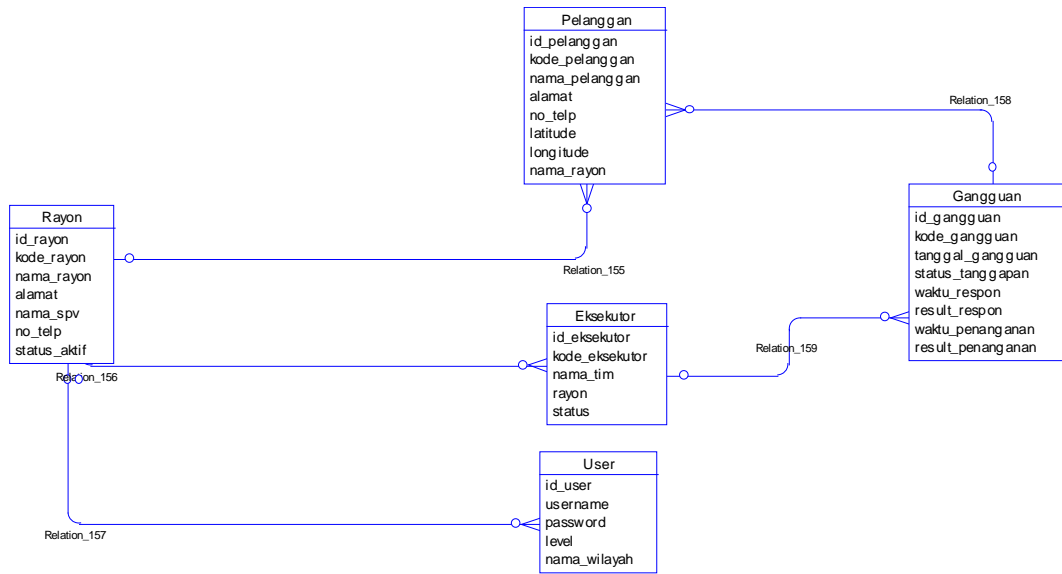 Pelanggan
id_pelanggan
kode_pelanggan
nama_pelanggan
alamat
no_telp
latitude
longitude
nama_rayon
Relation_158
Gangguan
id_gangguan
kode_gangguan
tanggal_gangguan
status_tanggapan
waktu_respon
result_respon
waktu_penanganan
result_penanganan
Rayon
id_rayon
kode_rayon
nama_rayon
alamat
nama_spv
no_telp
status_aktif
Relation_155
Eksekutor
id_eksekutor
kode_eksekutor
nama_tim
rayon
status
Relation_159
Relation_156
User
id_user
username
password
level
nama_wilayah
Relation_157